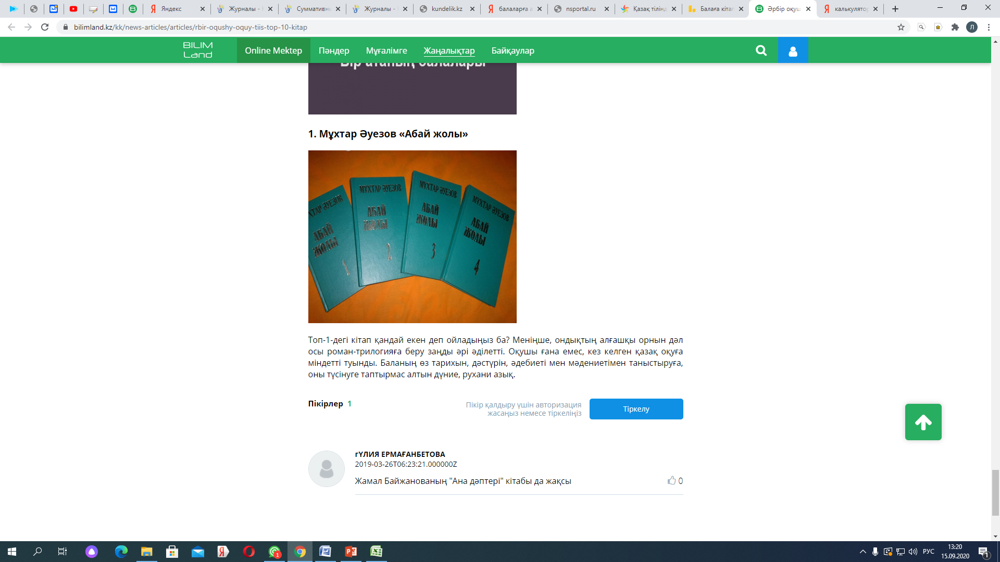 Яндекс
Журналы -
Суммативн
Журналы -
kundelik.kz
балаларға а
nsportal.ru
Қазақ тілінд
Балаға кітап
Әрбір оқуш
калькулятор
bilimland.kz/kk/news-articles/articles/rbir-oqushy-oquy-tiis-top-10-kitap
Л
BILIM
Land
Online Mektep
Пәндер
Мұғалімге
Жаңалықтар
Байқаулар
Бір атаның балалары
1. Мұхтар Әуезов «Абай жолы»
ХТАР ӘУЕЗОВ
АБАЙ
ЖОЛЫ
1
МҰХТАР ӘУЕЗОВ
АБАЙ
ЖОЛЫ
2
МҰХТАР ӘУЕЗОВ
АБАЙ
ЖОЛЫ
3
МҰХТАР ӘУЕЗОВ
АБАЙ
ЖОЛЫ
4
Топ-1-дегі кітап қандай екен деп ойладыңыз ба? Меніңше, ондықтың алғашқы орнын дәл
осы роман-трилогияға беру заңды әрі әділетті. Оқушы ғана емес, кез келген қазақ оқуға
міндетті туынды. Баланың өз тарихын, дәстүрін, әдебиеті мен мәдениетімен таныстыруға,
оны түсінуге таптырмас алтын дүние, рухани азық.
Пікірлер 1
Пікір қалдыру үшін авторизация
жасаңыз немесе тіркеліңіз
Тіркелу
гҮЛИЯ ЕРМАҒАНБЕТОВА
2019-03-26T06:23:21.000000Z
Жамал Байжанованың "Ана дәптері" кітабы да жақсы
0
1
РУС
13:20
15.09.2020
1